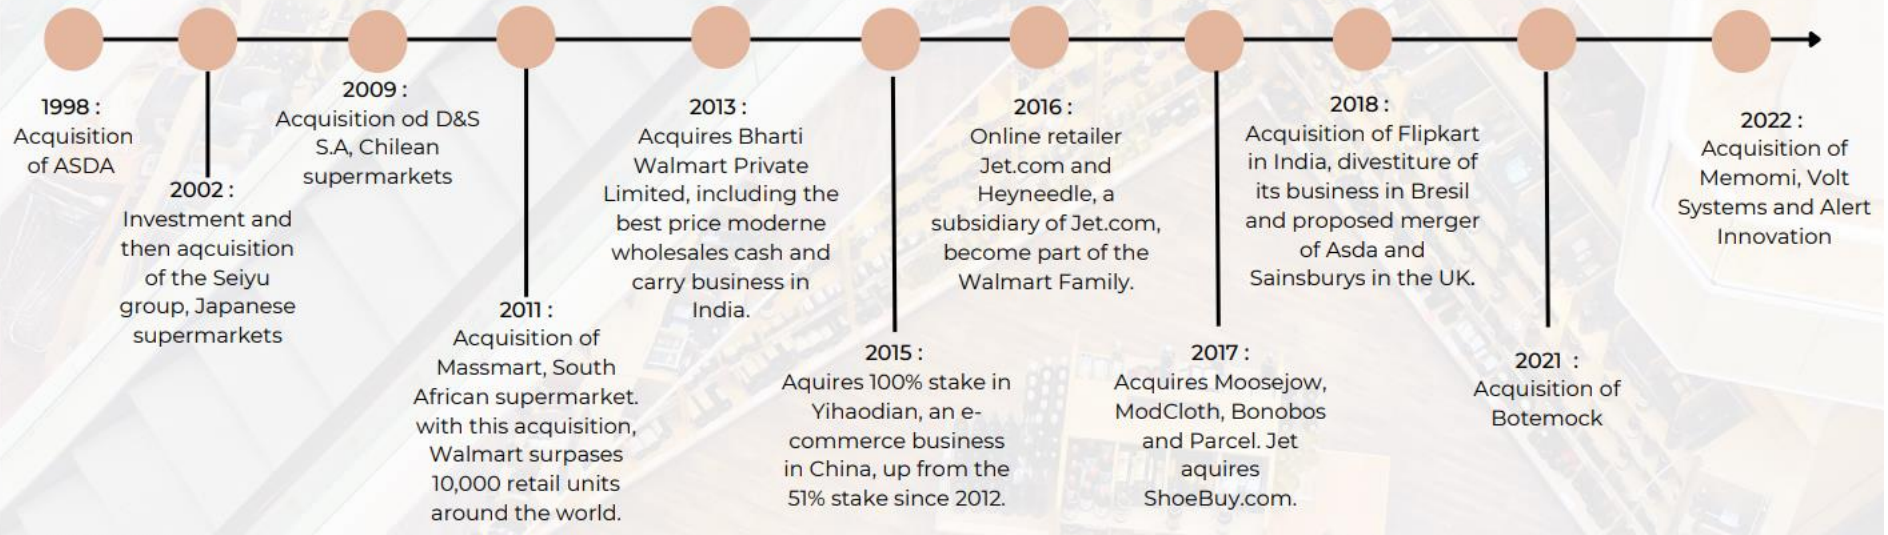 1998 :
Acquisition
of ASDA
2002 :
Investment and
then aqcuisition
of the Seiyu
group, Japanese
supermarkets
2009 :
Acquisition od D&S
S.A, Chilean
supermarkets
2011 :
Acquisition of
Massmart, South
African supermarket.
with this acquisition,
Walmart surpases
10,000 retail units
around the world.
2013 :
Acquires Bharti
Walmart Private
Limited, including the
best price moderne
wholesales cash and
carry business in
India.
2015 :
Aquires 100% stake in
Yihaodian, an e-
commerce business
in China, up from the
51% stake since 2012.
2016 :
Online retailer
Jet.com and
Heyneedle, a
subsidiary of Jet.com,
become part of the
Walmart Family.
2017 :
Acquires Moosejow,
ModCloth, Bonobos
and Parcel. Jet
aquires
ShoeBuy.com.
2018 :
Acquisition of Flipkart
in India, divestiture of
its business in Bresil
and proposed merger
of Asda and
Sainsburys in the UK.
2021 :
Acquisition of
Botemock
2022 :
Acquisition of
Memomi, Volt
Systems and Alert
Innovation